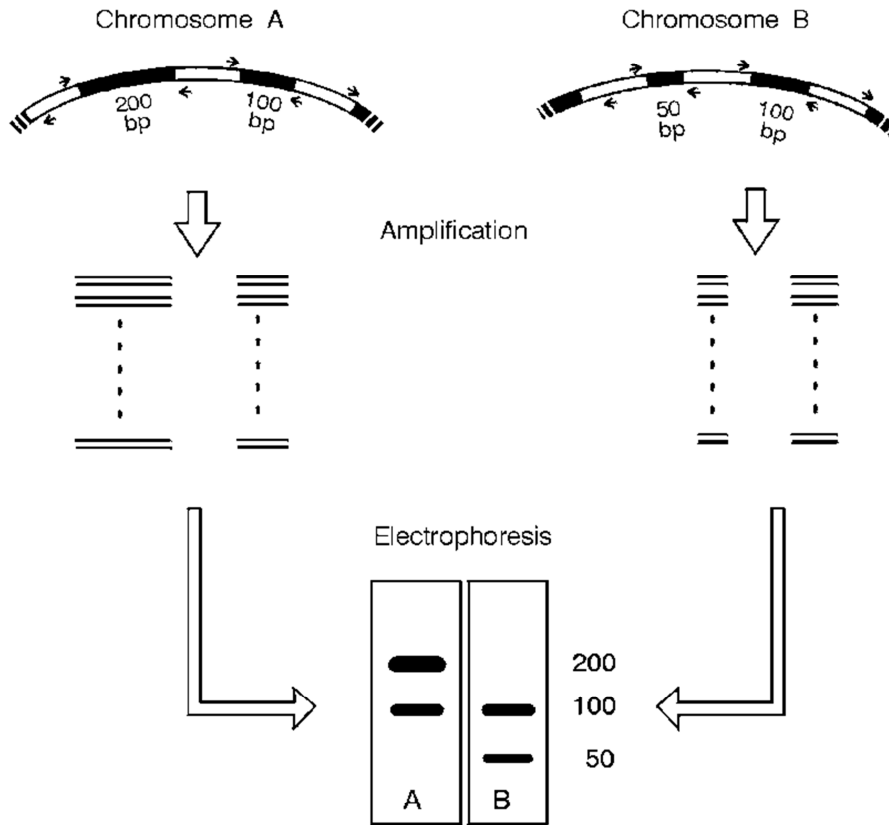 Chromosome A
Chromosome B
200
bp
100
bp
50
bp
100
bp
Amplification
Electrophoresis
200
100
50
A
B